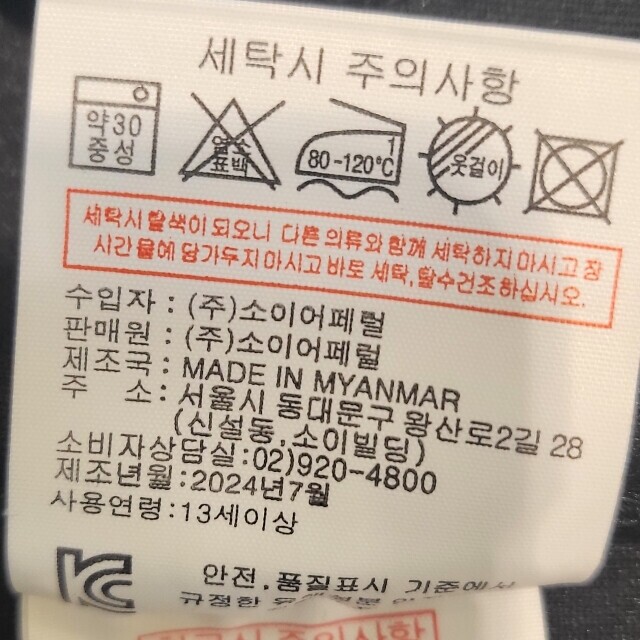 세탁시 주의사항
약30
중성
염소
표백
1
80-120℃
옷걸이
세탁시 탈색이 되오니 다른 의류와 함께 세탁하지 마시고 장
시간 물에 담가두지 마시고 바로 세탁, 탈수건조 하십시오.
수입자 : (주)소이어페럴
판매원 : (주)소이어페럴
제조국 : MADE IN MYANMAR
주 소 : 서울시 동대문구 왕산로2길 28
(신설동,소이빌딩)
소비자상담실:02)920-4800
제조년월:2024년7월
사용연령:13세이상
안전.품질표시 기준에서
규정한
주의사항